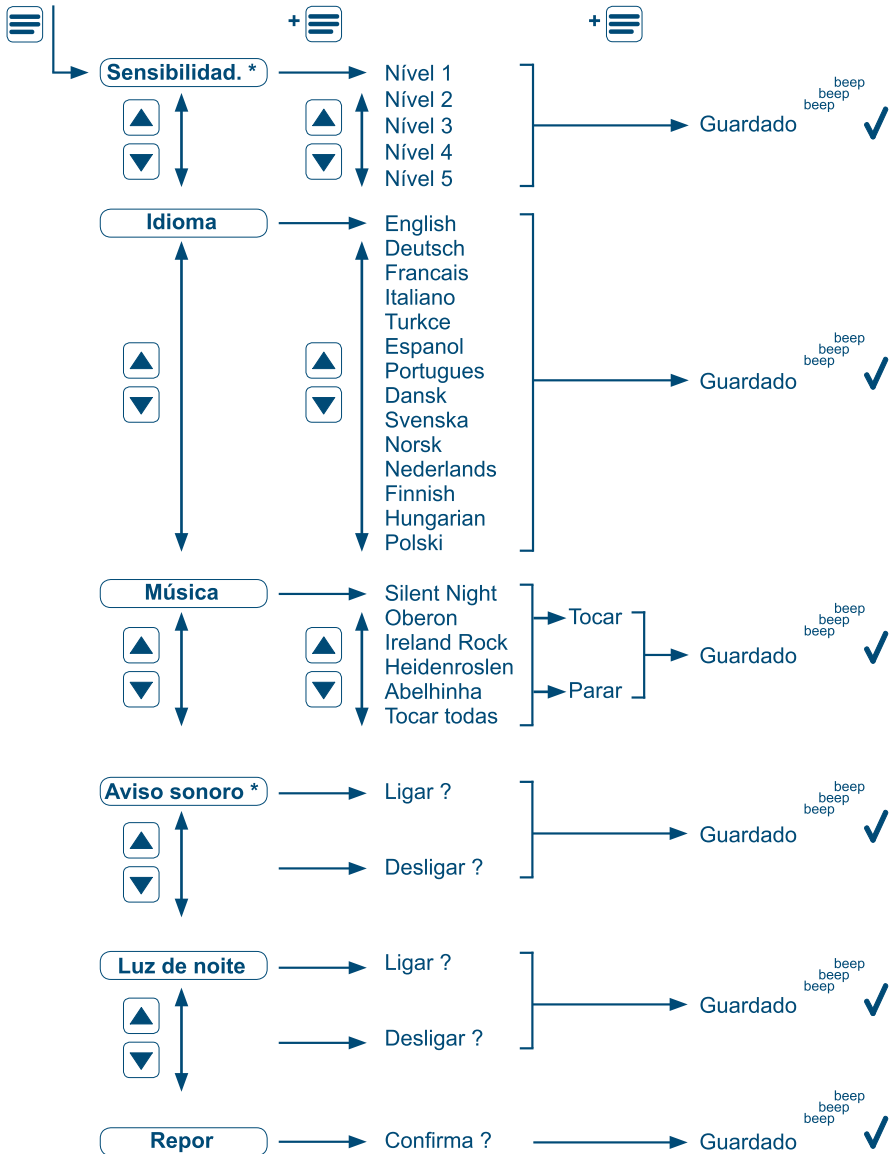 +
+
Sensibilidad. *
Nível 1
Nível 2
Nível 3
Nível 4
Nível 5
Guardado
beep
beep
beep
Idioma
English
Deutsch
Francais
Italiano
Turkce
Espanol
Portugues
Dansk
Svenska
Norsk
Nederlands
Finnish
Hungarian
Polski
Guardado
beep
beep
beep
Música
Silent Night
Oberon
Ireland Rock
Heidenroslen
Abelhinha
Tocar todas
Tocar
Parar
Guardado
beep
beep
beep
Aviso sonoro *
Ligar ?
Desligar ?
Guardado
beep
beep
beep
Luz de noite
Ligar ?
Desligar ?
Guardado
beep
beep
beep
Repor
Confirma ?
Guardado
beep
beep
beep